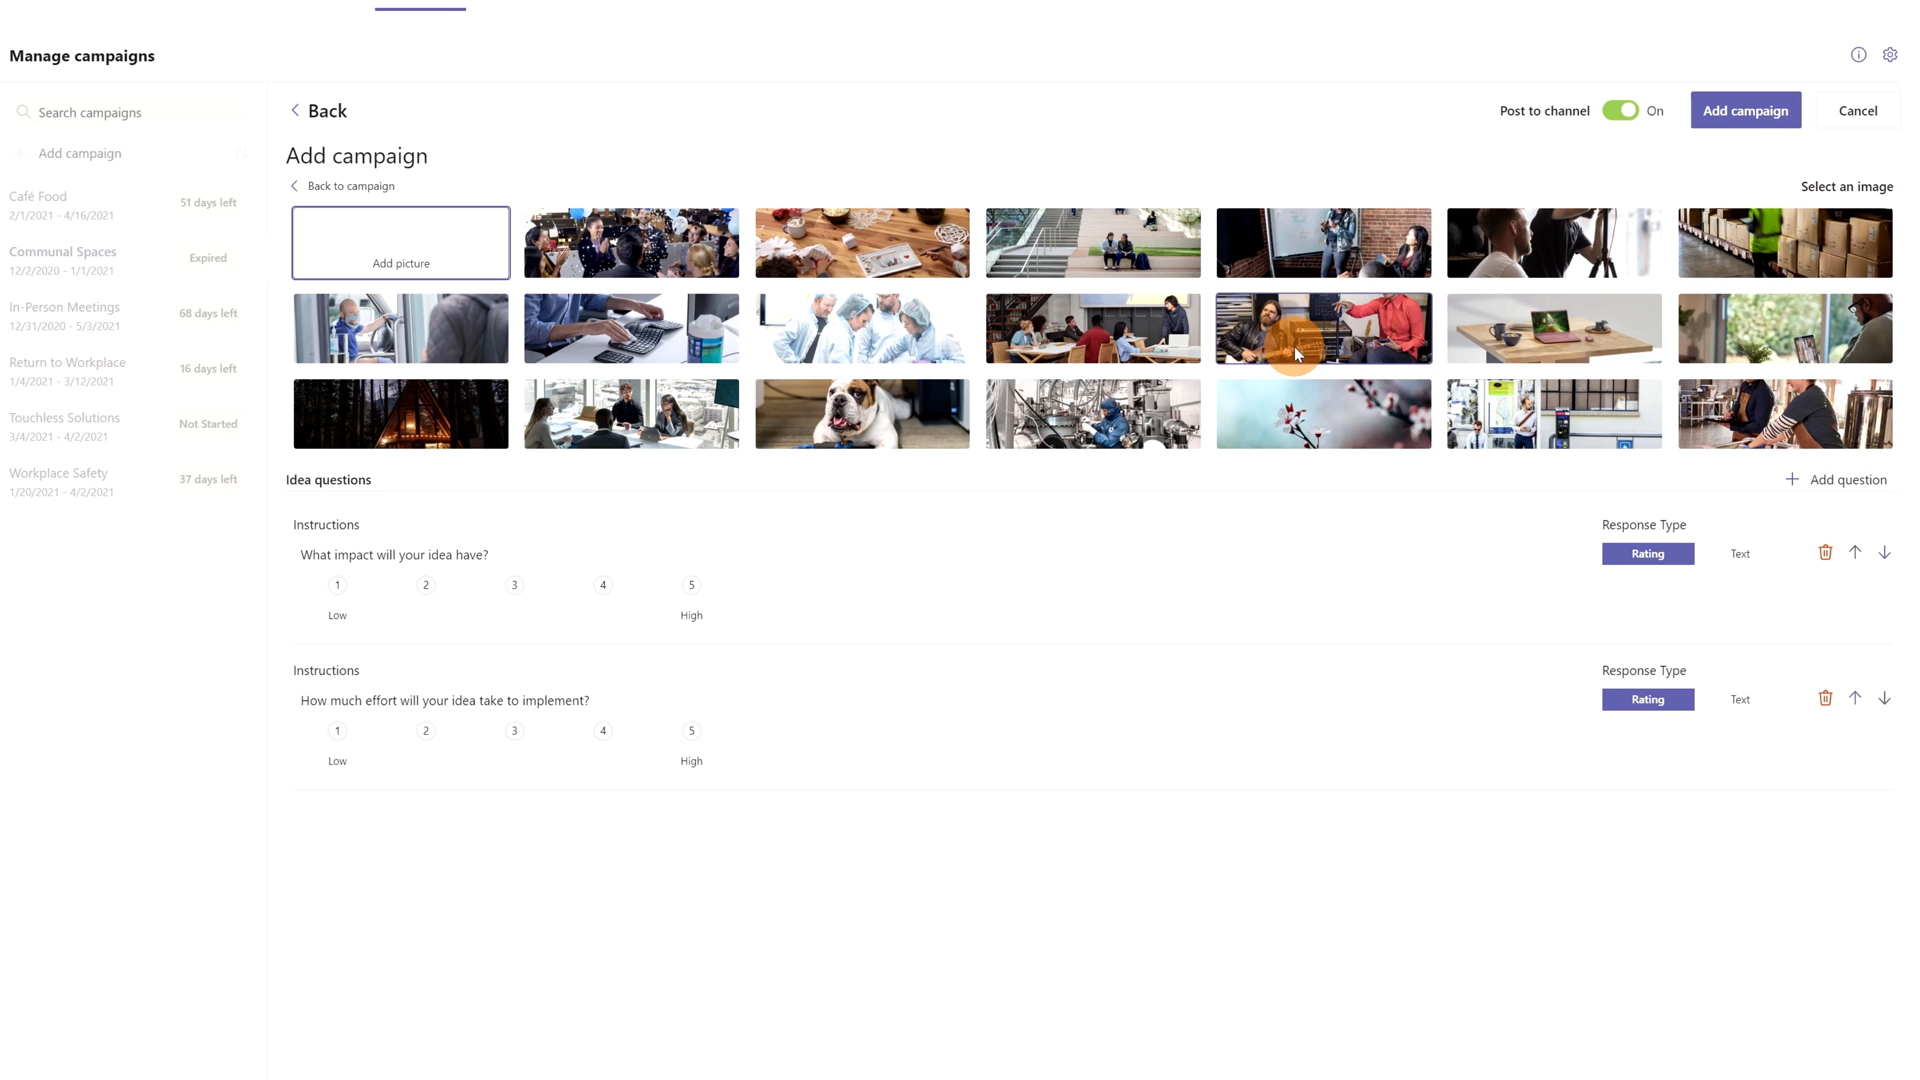 Manage campaigns
Search campaigns
Add campaign
Café Food
2/1/2021 - 4/16/2021
51 days left
Communal Spaces
12/2/2020 - 1/1/2021
Expired
In-Person Meetings
12/31/2020 - 5/3/2021
68 days left
Return to Workplace
1/4/2021 - 3/12/2021
16 days left
Touchless Solutions
3/4/2021 - 4/2/2021
Not Started
Workplace Safety
1/20/2021 - 4/2/2021
37 days left
Back
Post to channel On
Add campaign
Cancel
Add campaign
Back to campaign
Select an image
Add picture
Idea questions
Add question
Instructions
Response Type
What impact will your idea have?
Rating Text
1 2 3 4 5
Low High
Instructions
Response Type
How much effort will your idea take to implement?
Rating Text
1 2 3 4 5
Low High